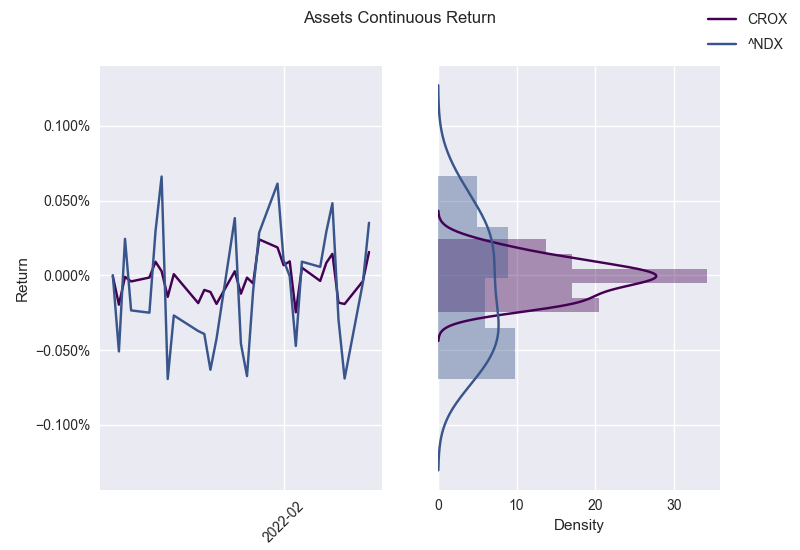 Assets Continuous Return
CROX
^NDX
0.100%
0.050%
0.000%
−0.050%
−0.100%
Return
2022-02
0 10 20 30
Density